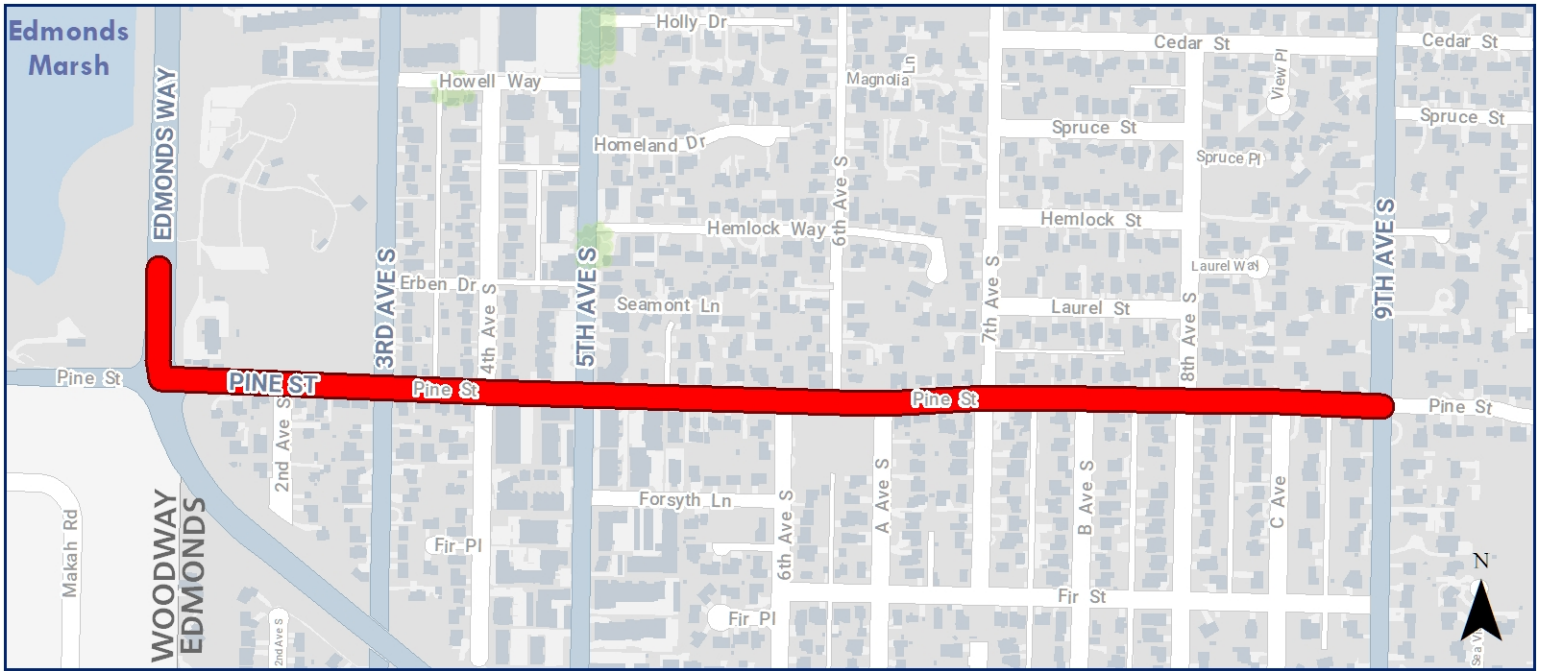 Edmonds
Marsh
EDMONDS WAY
Holly Dr
Cedar St
Cedar St
Howell Way
Magnolia Ln
View Pl
Spruce St
Spruce St
Homeland Dr
Spruce Pl
6th Ave S
Hemlock Way
Hemlock St
9TH AVE S
3RD AVE S
Erben Dr
4th Ave S
5TH AVE S
Seamont Ln
7th Ave S
Laurel Way
Laurel St
8th Ave S
Pine St
PINE ST
Pine St
Pine St
Pine St
2nd Ave S
Forsyth Ln
6th Ave S
A Ave S
B Ave S
C Ave
Makah Rd
WOODWAY
EDMONDS
Fir Pl
Fir St
Fir Pl
2nd Ave S
N